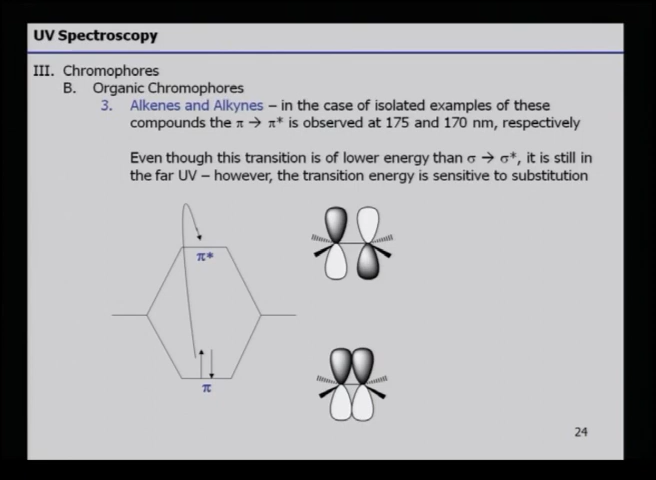 UV Spectroscopy
III. Chromophores
B. Organic Chromophores
3. Alkenes and Alkynes – in the case of isolated examples of these
compounds the π → π* is observed at 175 and 170 nm, respectively
Even though this transition is of lower energy than σ → σ*, it is still in
the far UV – however, the transition energy is sensitive to substitution
π*
π
24